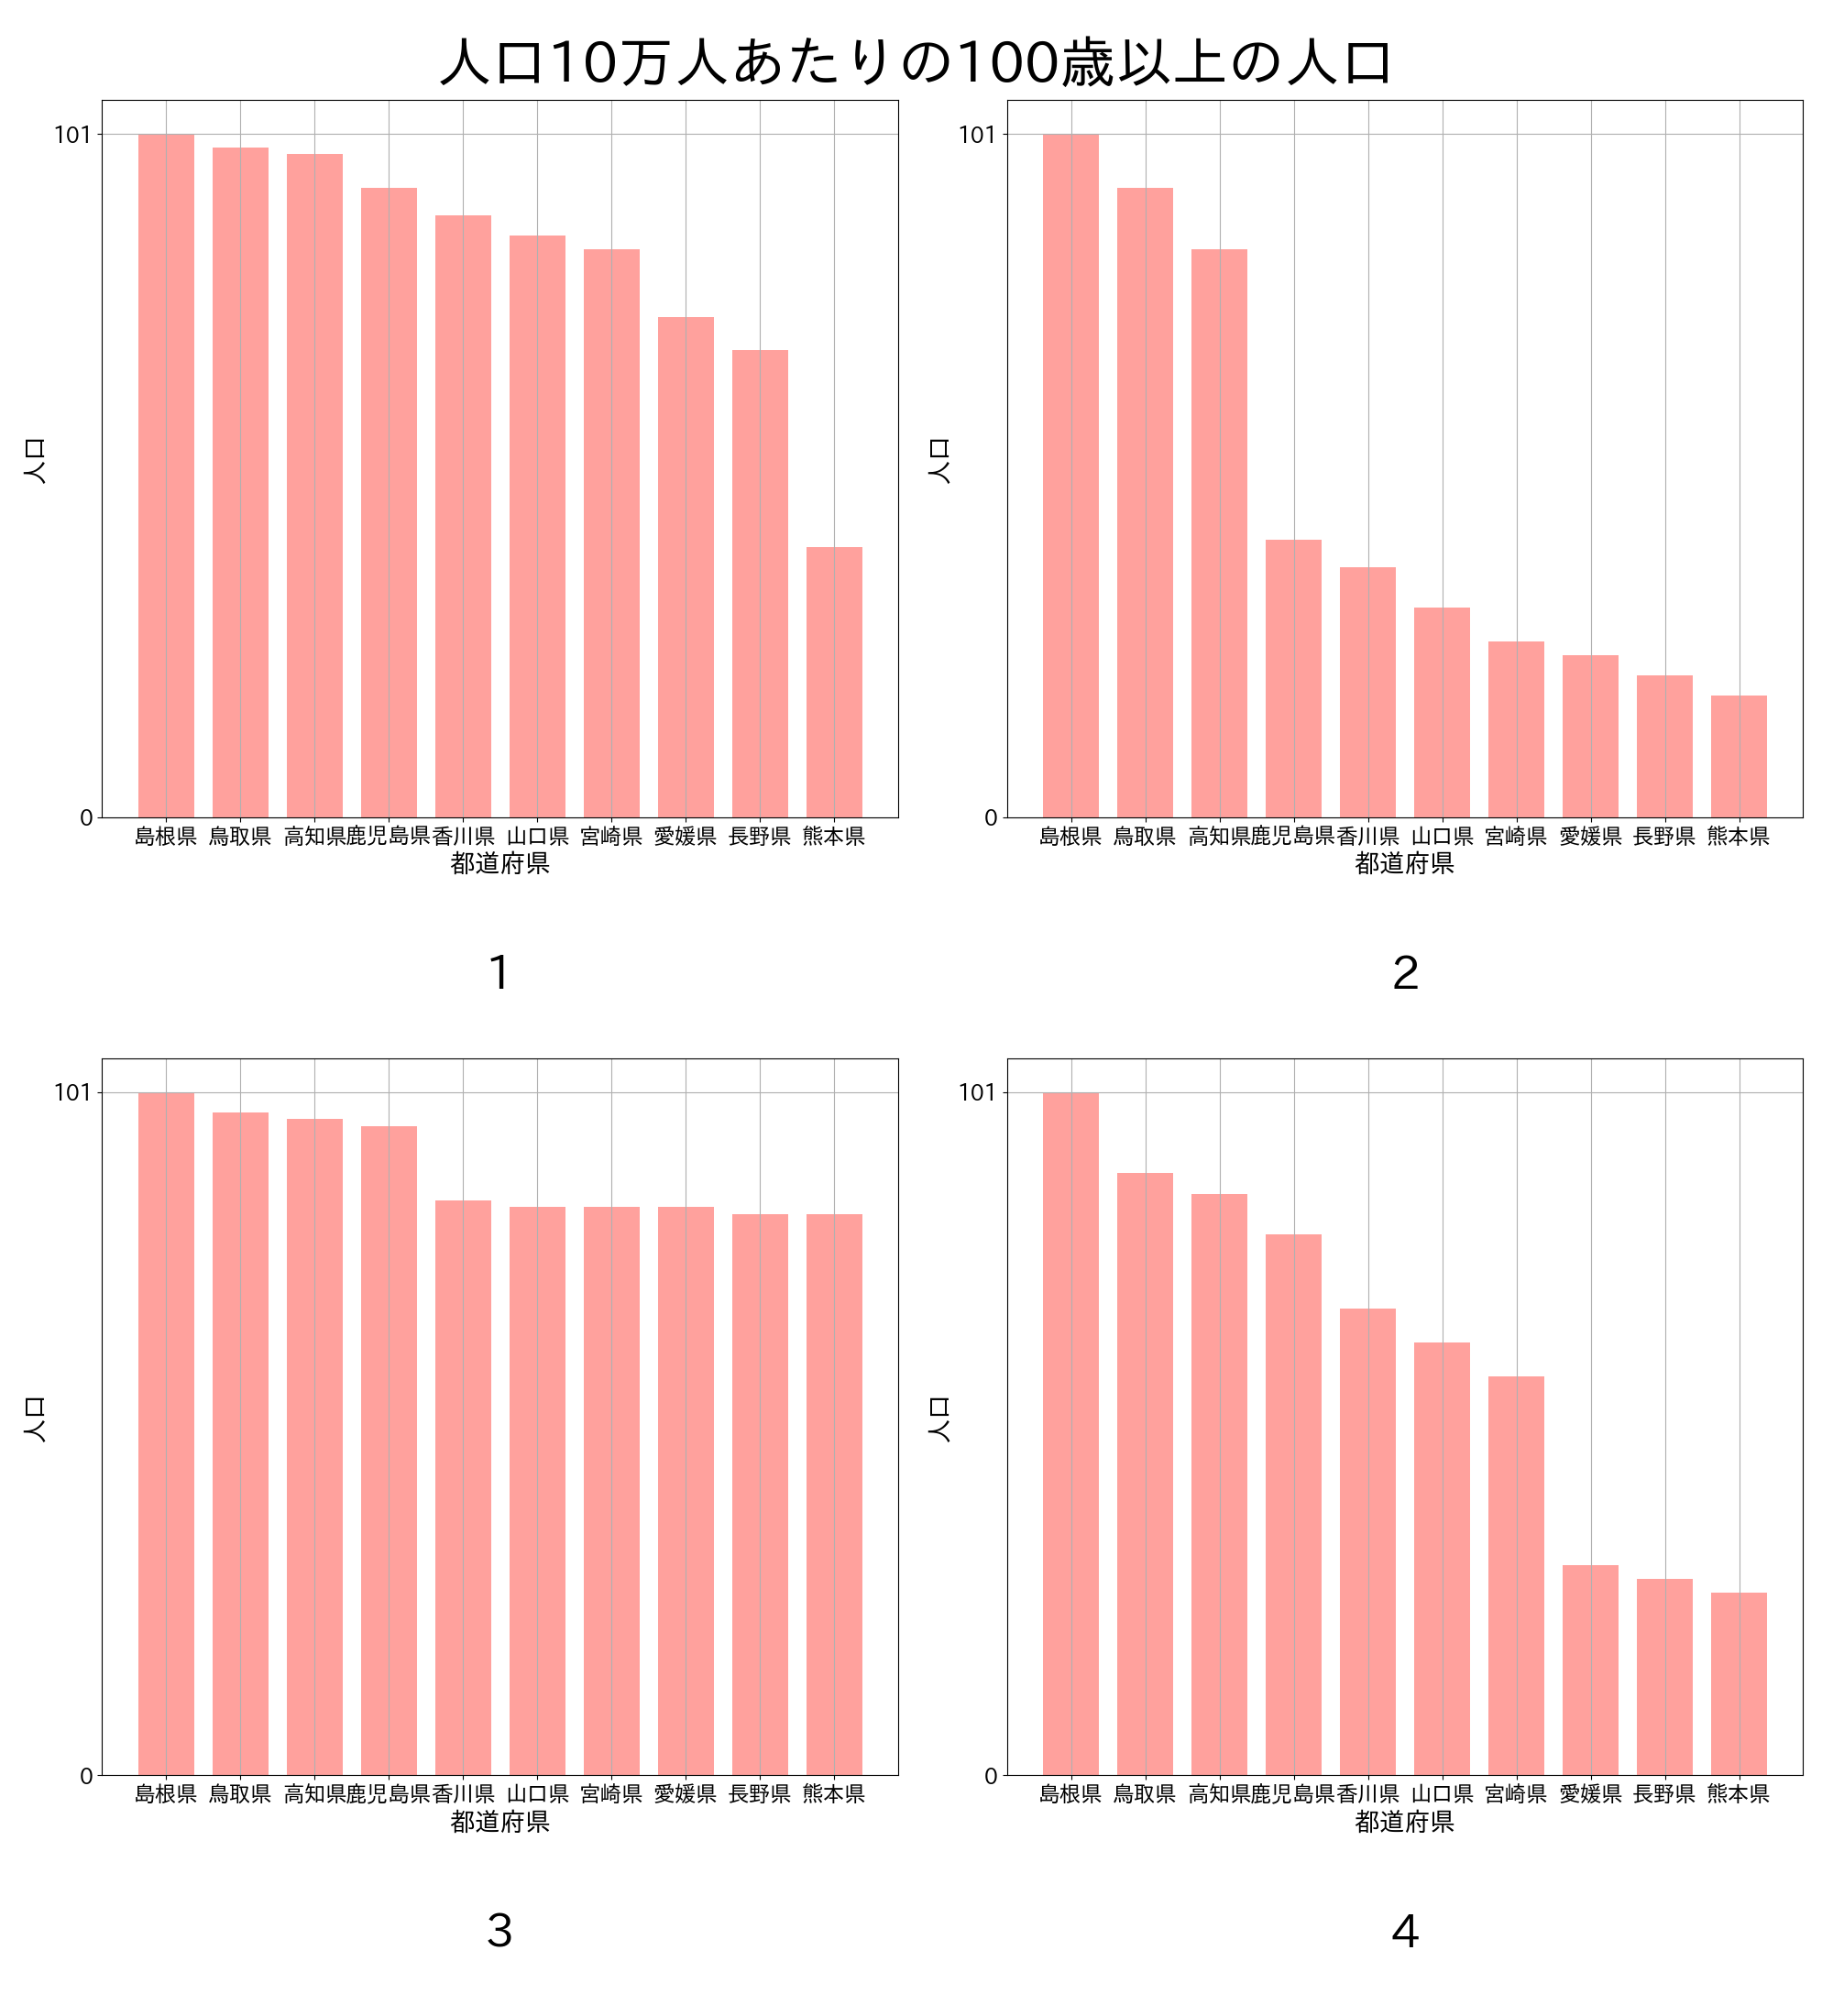 人口10万人あたりの100歳以上の人口
101
人口
0
島根県 鳥取県 高知県 鹿児島県 香川県 山口県 宮崎県 愛媛県 長野県 熊本県
都道府県
1
101
人口
0
島根県 鳥取県 高知県 鹿児島県 香川県 山口県 宮崎県 愛媛県 長野県 熊本県
都道府県
2
101
人口
0
島根県 鳥取県 高知県 鹿児島県 香川県 山口県 宮崎県 愛媛県 長野県 熊本県
都道府県
3
101
人口
0
島根県 鳥取県 高知県 鹿児島県 香川県 山口県 宮崎県 愛媛県 長野県 熊本県
都道府県
4